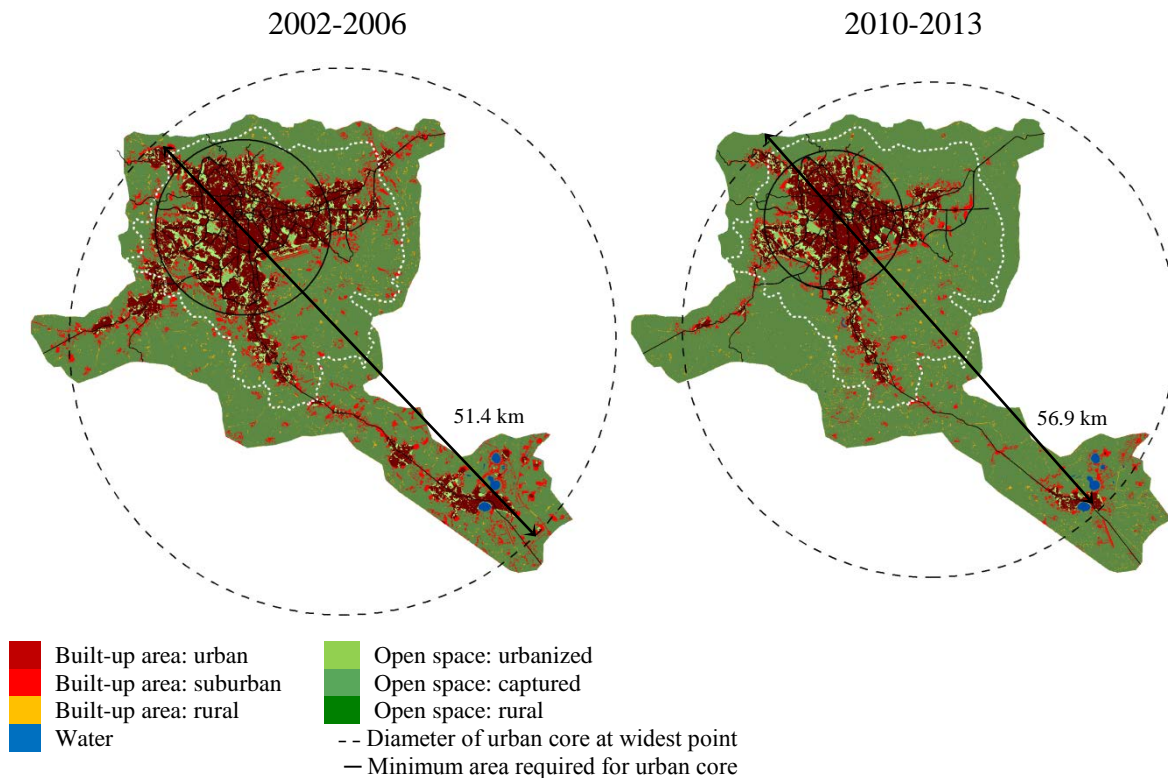 2002-2006
2010-2013
51.4 km
56.9 km
Built-up area: urban
Built-up area: suburban
Built-up area: rural
Water
Open space: urbanized
Open space: captured
Open space: rural
-- Diameter of urban core at widest point
— Minimum area required for urban core